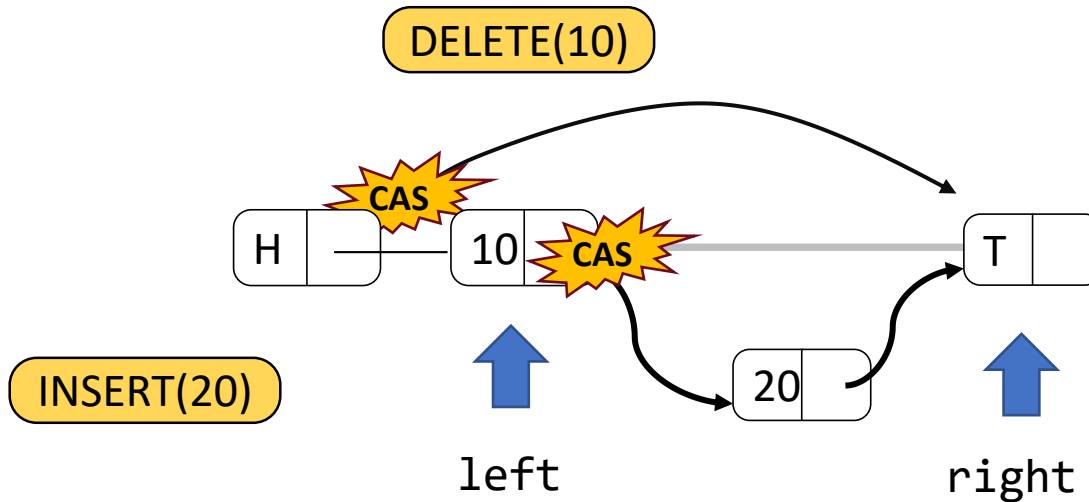 DELETE(10)
CAS
H
10
CAS
T
INSERT(20)
20
left
right